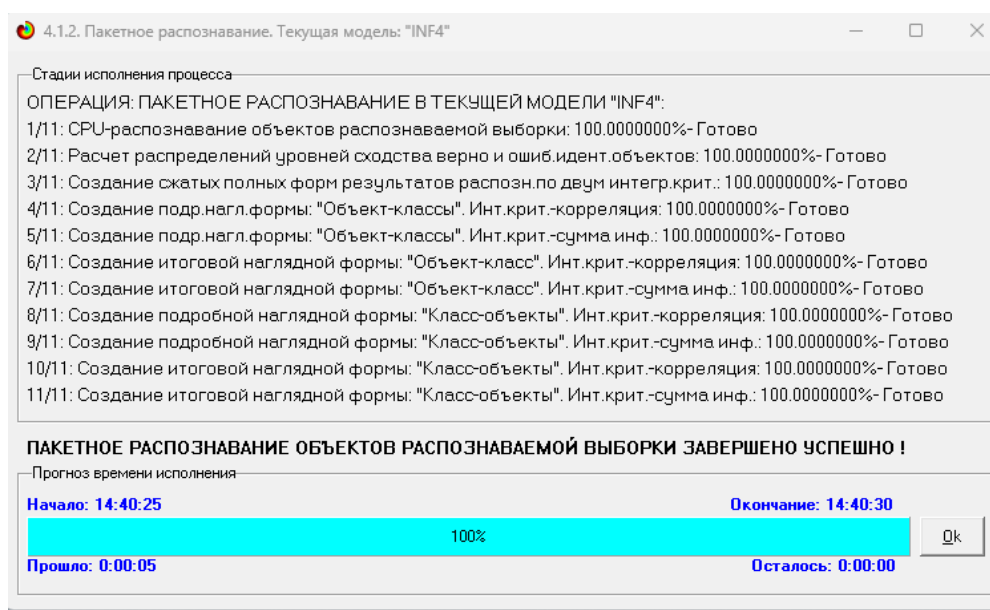 4.1.2. Пакетное распознавание. Текущая модель: "INF4"
Стадии исполнения процесса
ОПЕРАЦИЯ: ПАКЕТНОЕ РАСПОЗНАВАНИЕ В ТЕКУЩЕЙ МОДЕЛИ "INF4":
1/11: CPU-распознавание объектов распознаваемой выборки: 100.0000000%- Готово
2/11: Расчет распределений уровней сходства верно и ошиб.идент.объектов: 100.0000000%- Готово
3/11: Создание сжатых полных форм результатов распозн.по двум интегр.крит.: 100.0000000%- Готово
4/11: Создание подр.нагл.формы: "Объект-классы". Инт.крит.-корреляция: 100.0000000%- Готово
5/11: Создание подр.нагл.формы: "Объект-классы". Инт.крит.-сумма инф.: 100.0000000%- Готово
6/11: Создание итоговой наглядной формы: "Объект-класс". Инт.крит.-корреляция: 100.0000000%- Готово
7/11: Создание итоговой наглядной формы: "Объект-класс". Инт.крит.-сумма инф.: 100.0000000%- Готово
8/11: Создание подробной наглядной формы: "Класс-объекты". Инт.крит.-корреляция: 100.0000000%- Готово
9/11: Создание подробной наглядной формы: "Класс-объекты". Инт.крит.-сумма инф.: 100.0000000%- Готово
10/11: Создание итоговой наглядной формы: "Класс-объекты". Инт.крит.-корреляция: 100.0000000%- Готово
11/11: Создание итоговой наглядной формы: "Класс-объекты". Инт.крит.-сумма инф.: 100.0000000%- Готово
ПАКЕТНОЕ РАСПОЗНАВАНИЕ ОБЪЕКТОВ РАСПОЗНАВАЕМОЙ ВЫБОРКИ ЗАВЕРШЕНО УСПЕШНО !
Прогноз времени исполнения
Начало: 14:40:25 Окончание: 14:40:30
100% Ok
Прошло: 0:00:05 Осталось: 0:00:00